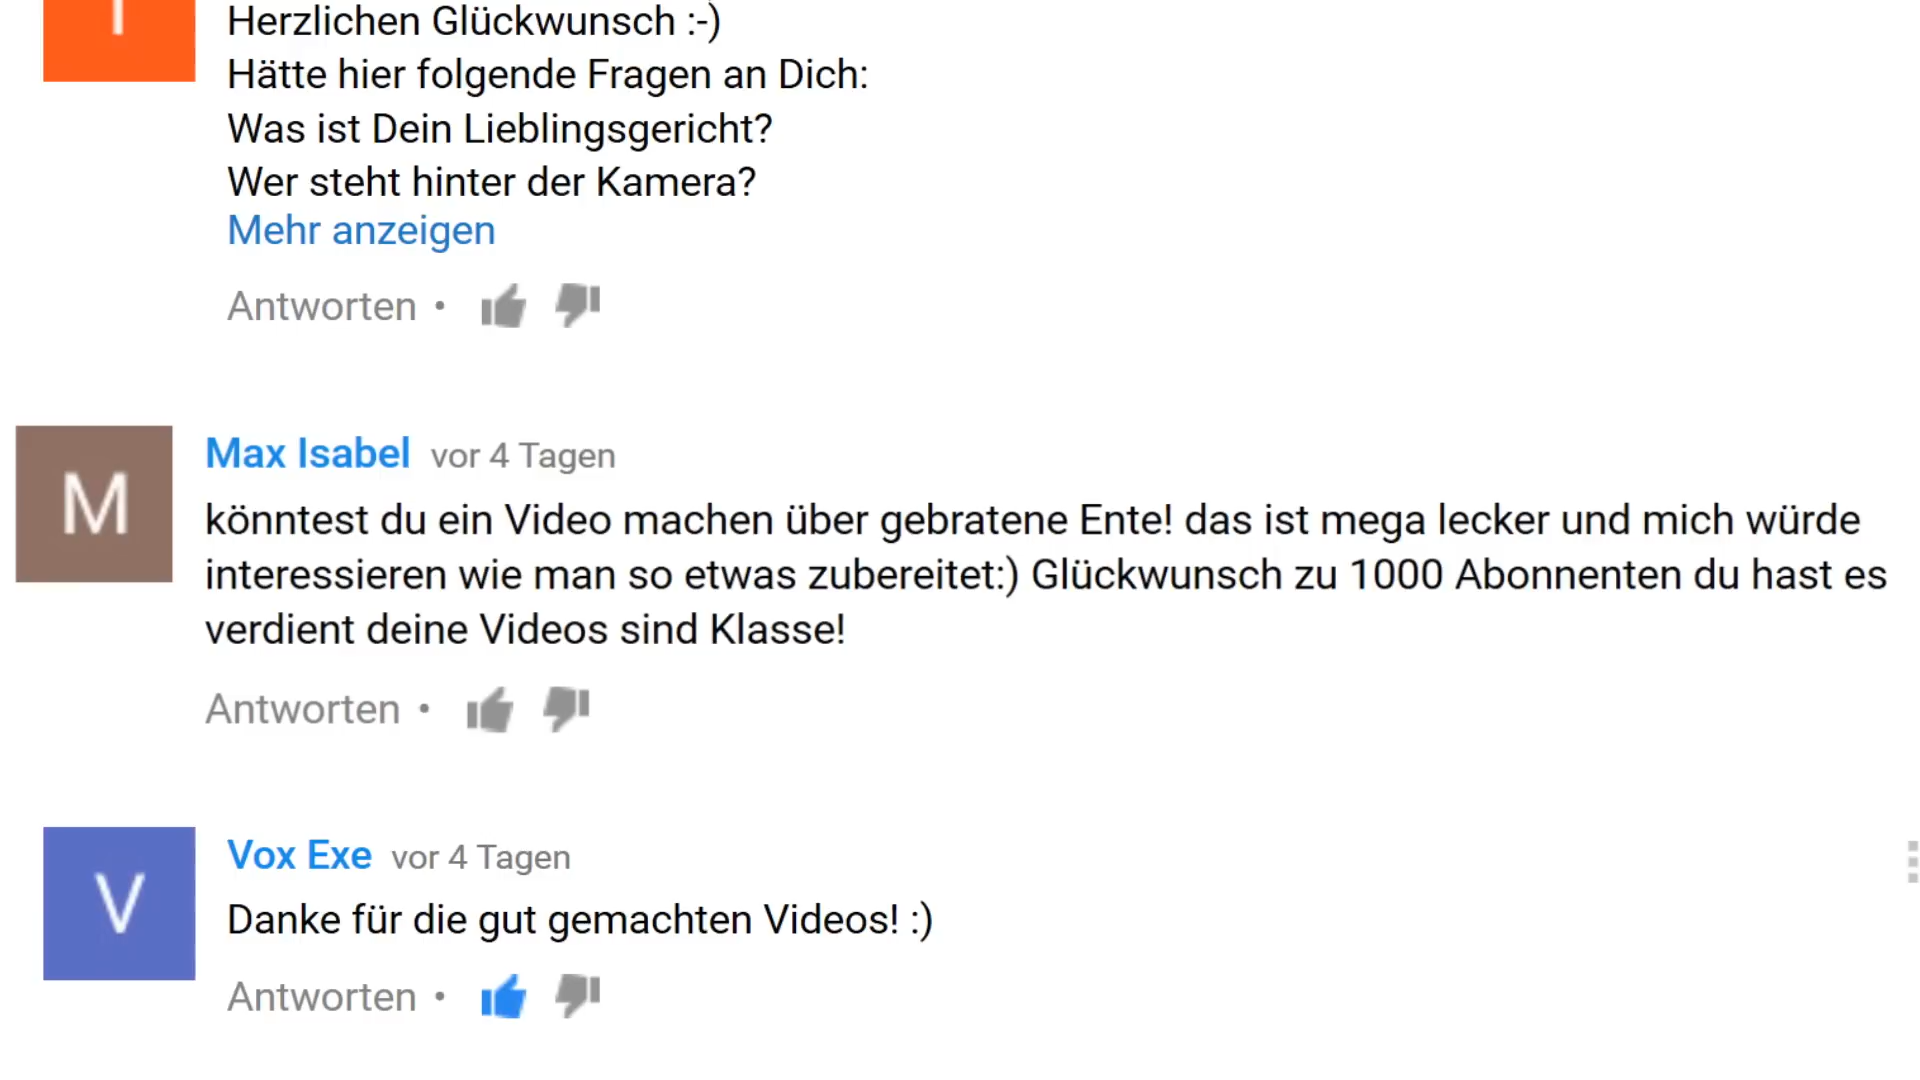 Herzlichen Glückwunsch :-)
Hätte hier folgende Fragen an Dich:
Was ist Dein Lieblingsgericht?
Wer steht hinter der Kamera?
Mehr anzeigen
Antworten •
M
Max Isabel vor 4 Tagen
könntest du ein Video machen über gebratene Ente! das ist mega lecker und mich würde
interessieren wie man so etwas zubereitet:) Glückwunsch zu 1000 Abonnenten du hast es
verdient deine Videos sind Klasse!
Antworten •
V
Vox Exe vor 4 Tagen
Danke für die gut gemachten Videos! :)
Antworten •